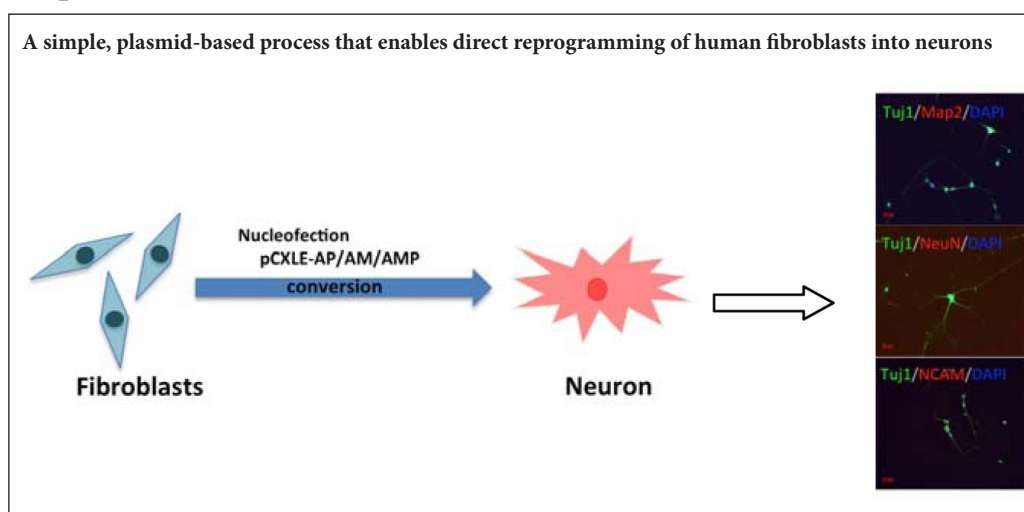 A simple, plasmid-based process that enables direct reprogramming of human fibroblasts into neurons
Nucleofection
pCXLE-AP/AM/AMP
conversion
Fibroblasts
Neuron
Tuj1/Map2/DAPI
Tuj1/NeuN/DAPI
Tuj1/NCAM/DAPI